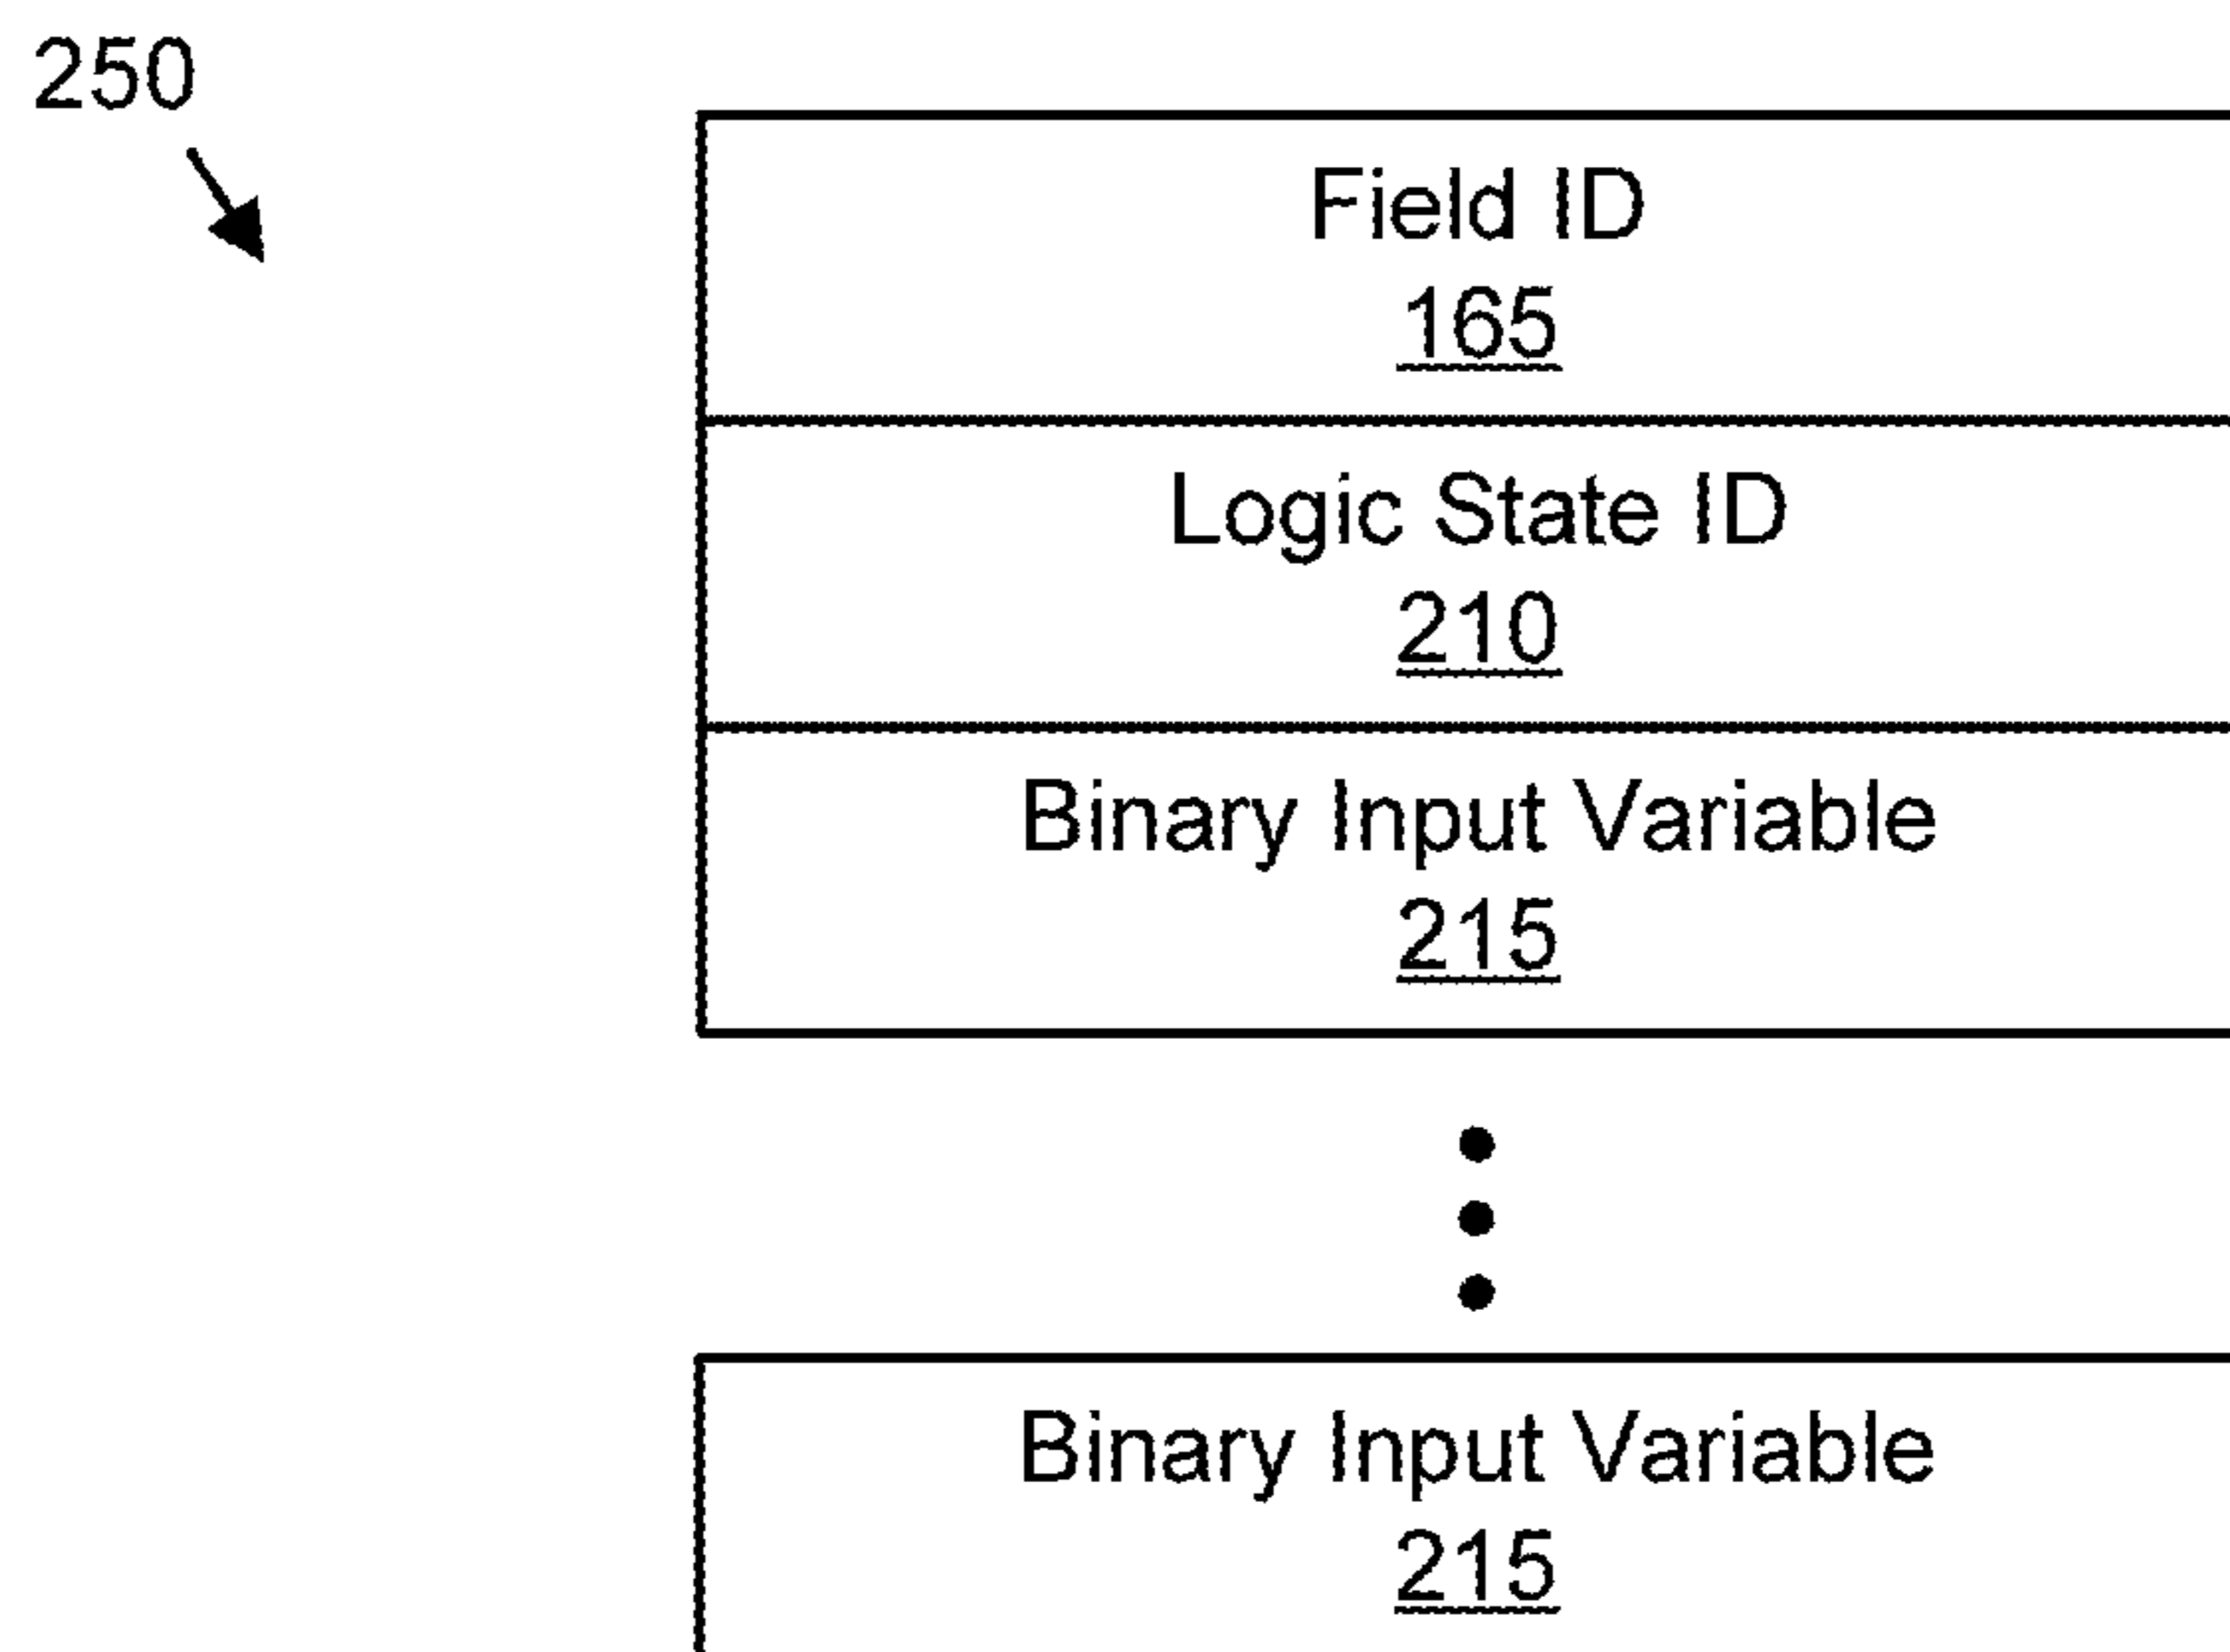 250
Field ID
165
Logic State ID
210
Binary Input Variable
215
Binary Input Variable
215